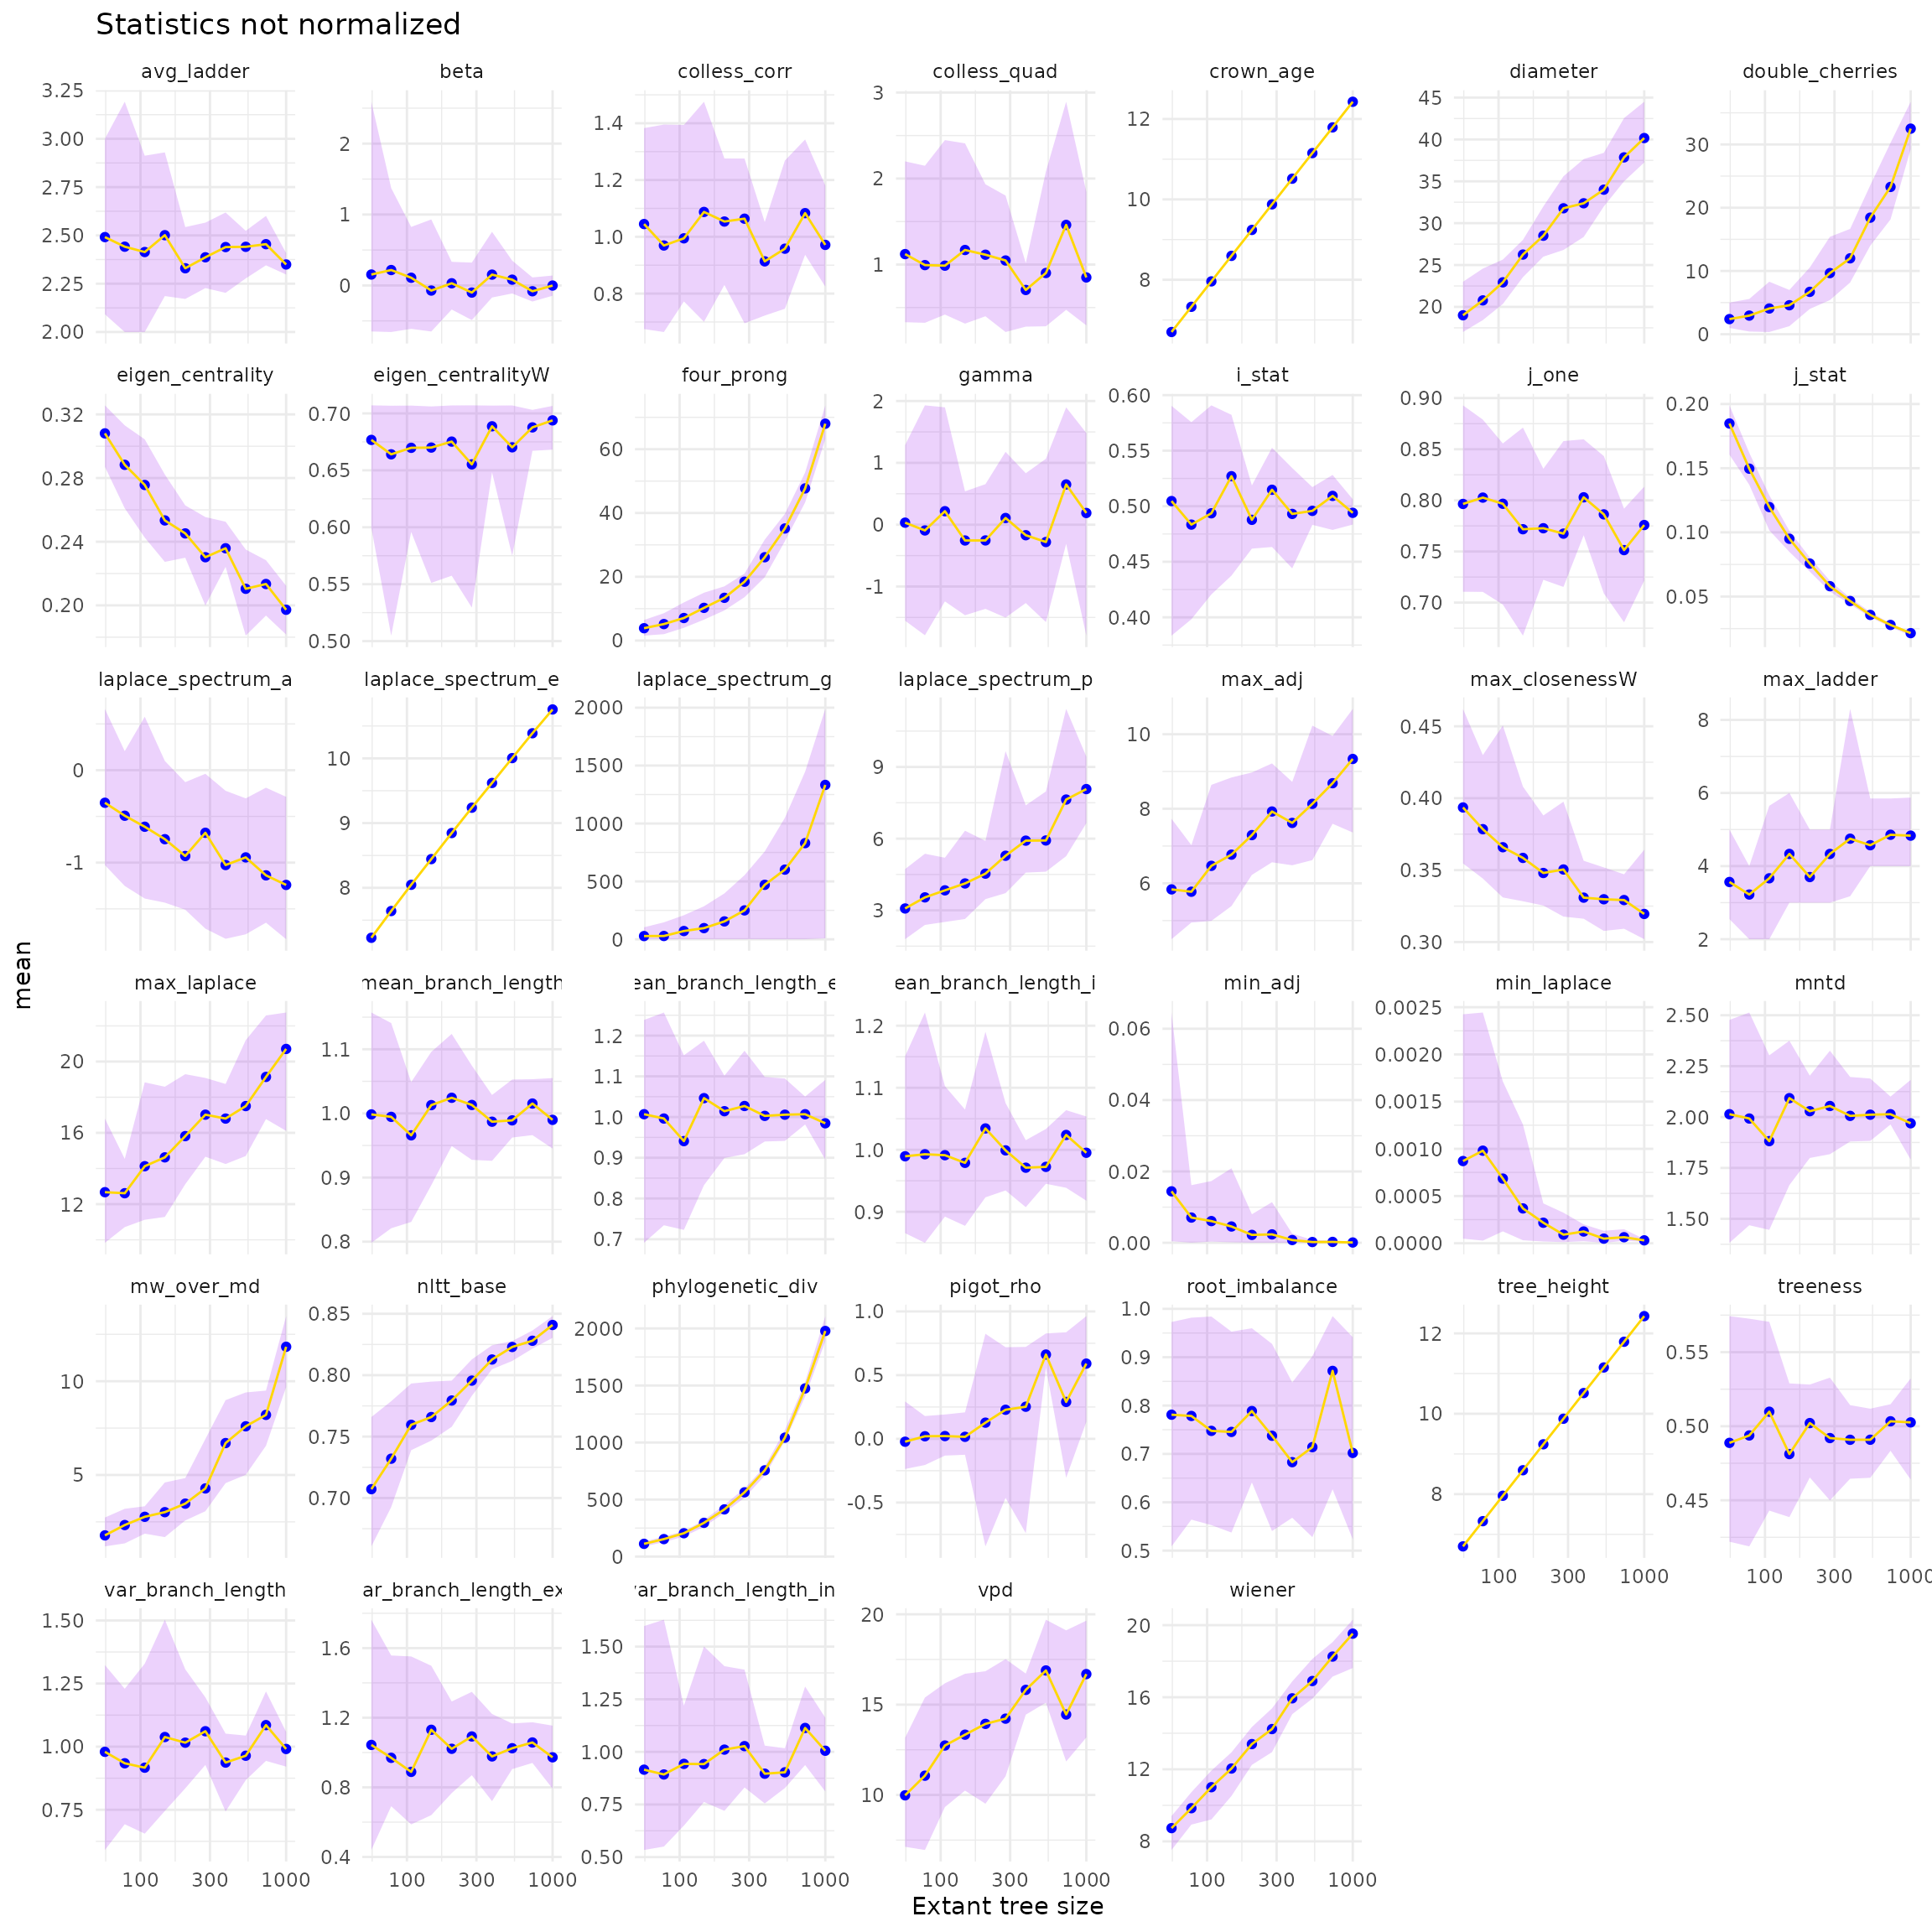 Statistics not normalized
avg_ladder beta colless_corr colless_quad crown_age diameter double_cherries
3.25 3.00 2.75 2.50 2.25 2.00
2 1 0
1.4 1.2 1.0 0.8
3 2 1
12 10 8
45 40 35 30 25 20
30 20 10 0
eigen_centrality eigen_centralityW four_prong gamma i_stat j_one j_stat
0.32 0.28 0.24 0.20
0.70 0.65 0.60 0.55 0.50
60 40 20 0
2 1 0 -1
0.60 0.55 0.50 0.45 0.40
0.90 0.85 0.80 0.75 0.70
0.20 0.15 0.10 0.05
laplace_spectrum_a laplace_spectrum_e laplace_spectrum_g laplace_spectrum_p max_adj max_closenessW max_ladder
0 -1
10 9 8
2000 1500 1000 500 0
9 6 3
10 8 6
0.45 0.40 0.35 0.30
8 6 4 2
max_laplace mean_branch_length ean_branch_length_e ean_branch_length_i min_adj min_laplace mntd
20 16 12
1.1 1.0 0.9 0.8
1.2 1.1 1.0 0.9 0.8 0.7
1.2 1.1 1.0 0.9
0.06 0.04 0.02 0.00
0.0025 0.0020 0.0015 0.0010 0.0005 0.0000
2.50 2.25 2.00 1.75 1.50
mw_over_md nltt_base phylogenetic_div pigot_rho root_imbalance tree_height treeness
10 5
0.85 0.80 0.75 0.70
2000 1500 1000 500 0
1.0 0.5 0.0 -0.5
1.0 0.9 0.8 0.7 0.6 0.5
12 10 8
0.55 0.50 0.45
100 300 1000 100 300 1000
var_branch_length ar_branch_length_ex var_branch_length_in vpd wiener
1.50 1.25 1.00 0.75
1.6 1.2 0.8 0.4
1.50 1.25 1.00 0.75 0.50
20 15 10
20 16 12 8
100 300 1000 100 300 1000 100 300 1000 100 300 1000 100 300 1000
Extant tree size
mean